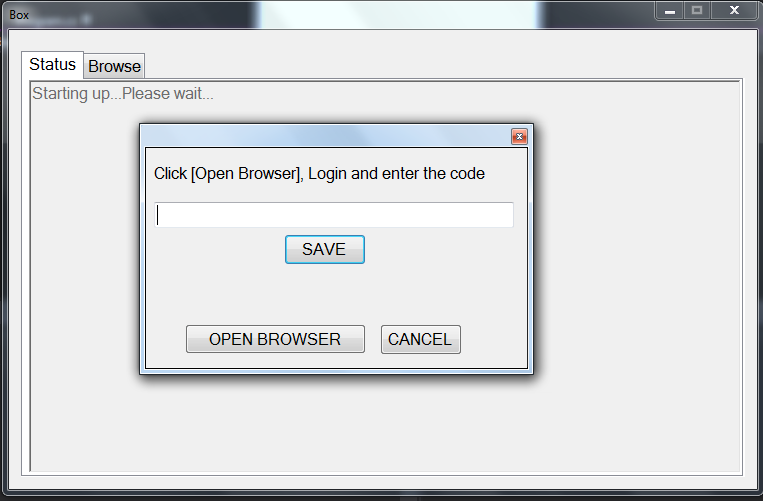 Box
Status
Browse
Starting up...Please wait...
Click [Open Browser], Login and enter the code
SAVE
OPEN BROWSER
CANCEL